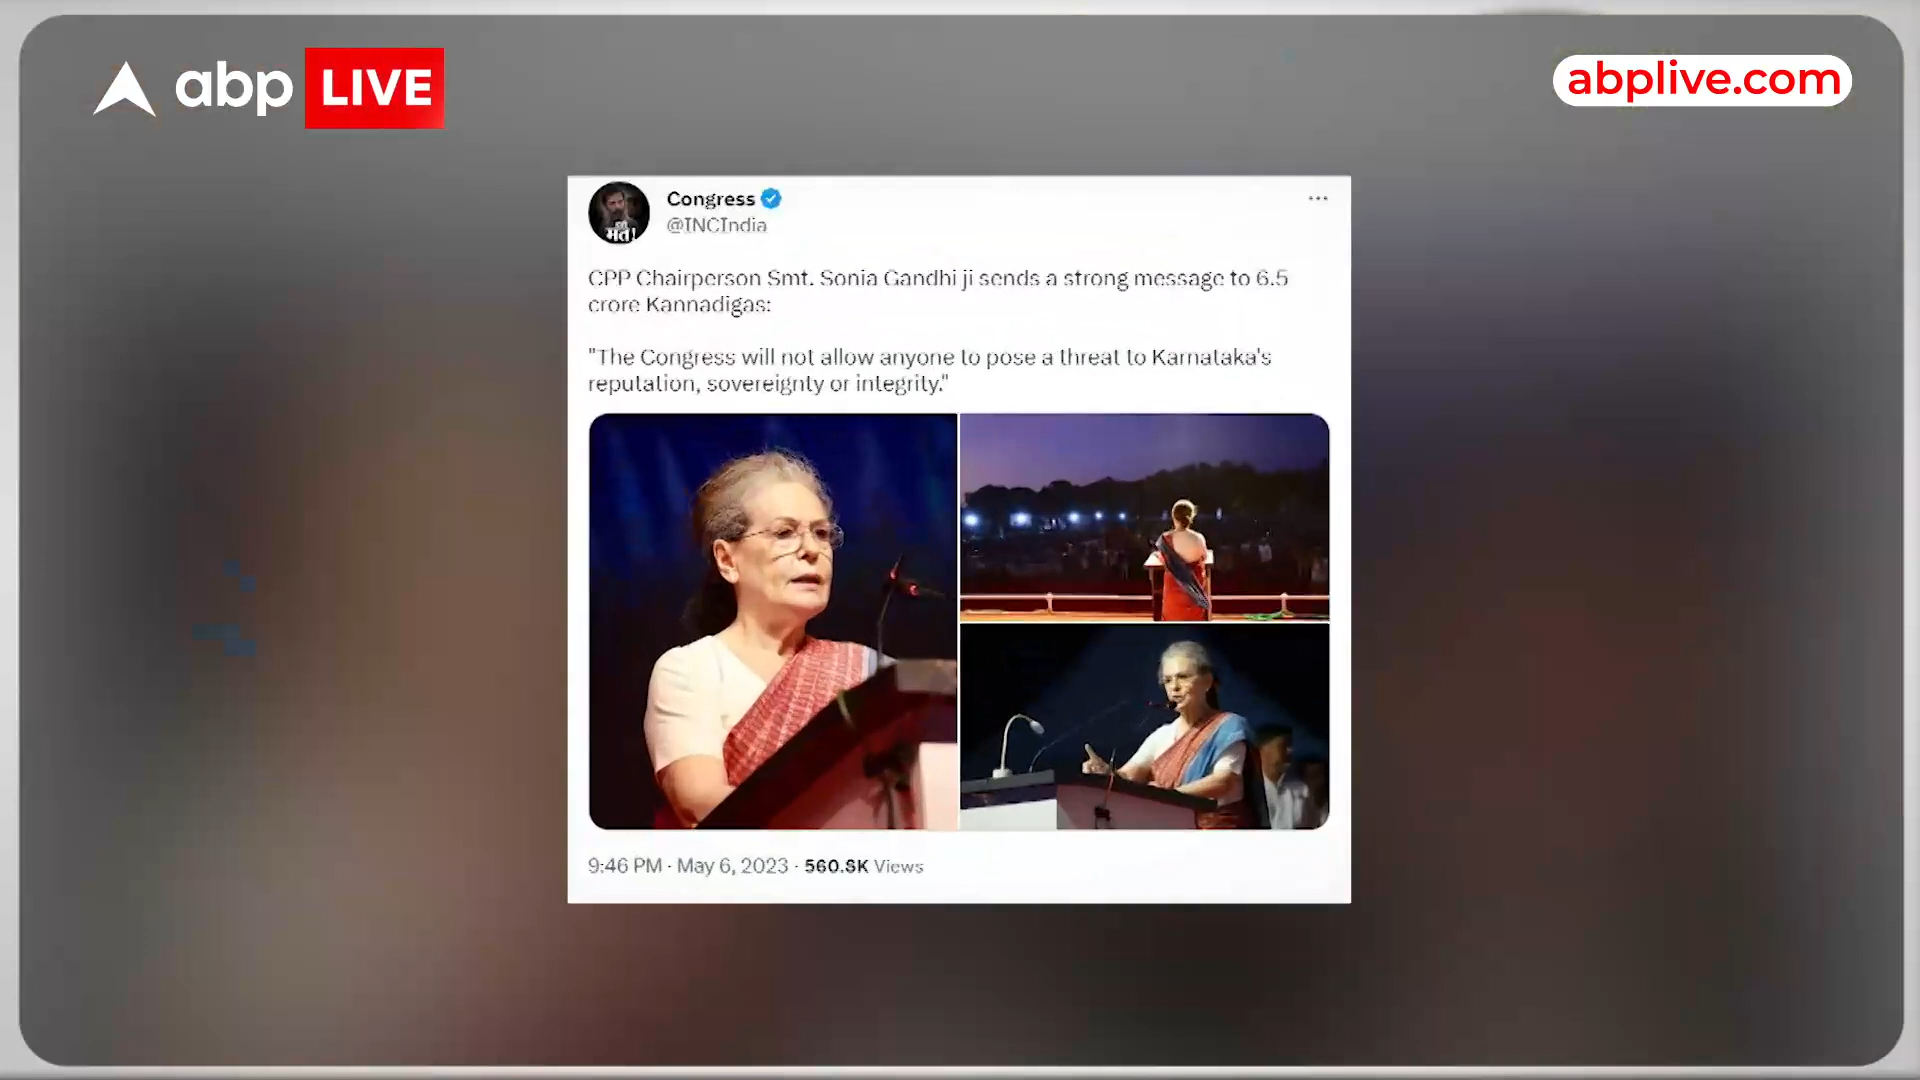 abp LIVE
abplive.com
Congress
@INCIndia
CPP Chairperson Smt. Sonia Gandhi ji sends a strong message to 6.5
crore Kannadigas:
"The Congress will not allow anyone to pose a threat to Karnataka's
reputation, sovereignty or integrity."
9:46 PM · May 6, 2023 · 560.8K Views